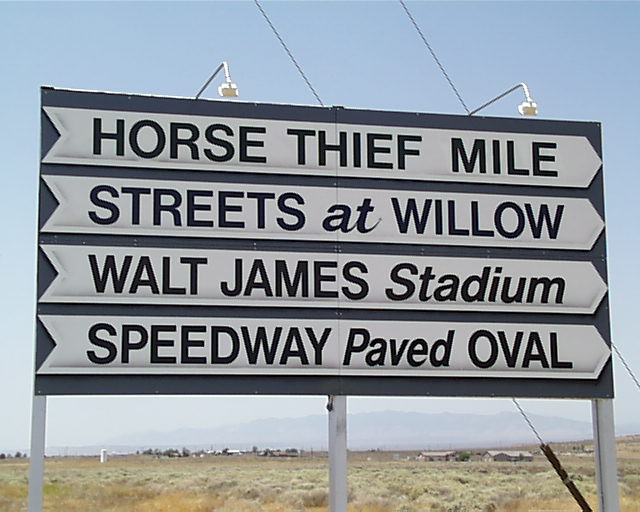 HORSE THIEF MILE
STREETS at WILLOW
WALT JAMES Stadium
SPEEDWAY Paved OVAL